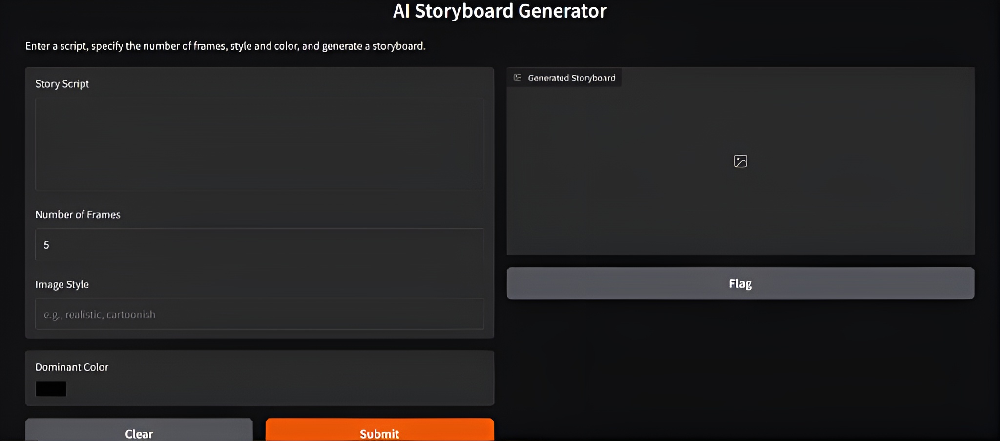 AI Storyboard Generator
Enter a script, specify the number of frames, style and color, and generate a storyboard.
Story Script
Number of Frames
5
Image Style
e.g., realistic, cartoonish
Dominant Color
Clear
Submit
Generated Storyboard
Flag